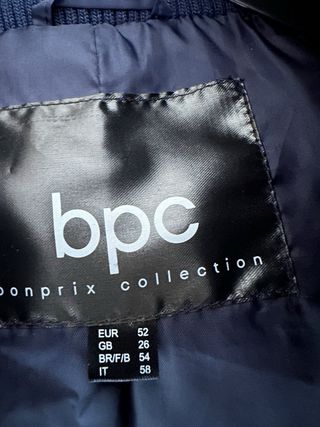 bpc
bonprix collection
EUR 52
GB 26
BR/F/B 54
IT 58